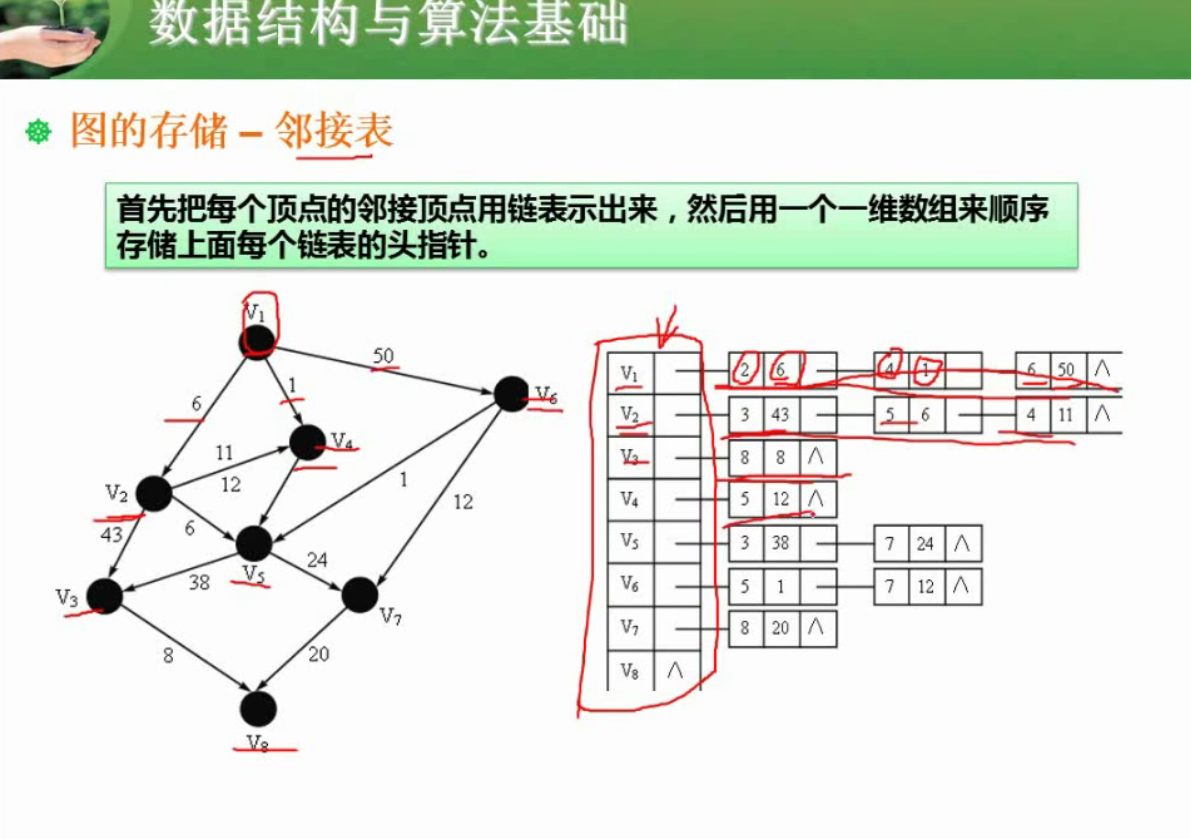 数据结构与算法基础
图的存储 – 邻接表
首先把每个顶点的邻接顶点用链表示出来，然后用一个一维数组来顺序
存储上面每个链表的头指针。
V₁
50
1
6
V₆
V₄
11
12
1
12
V₂
6
43
24
V₅
38
V₃
V₇
8
20
V₈
V₁ 2 6 4 1 6 50 ∧
V₂ 3 43 5 6 4 11 ∧
V₃ 8 8 ∧
V₄ 5 12 ∧
V₅ 3 38 7 24 ∧
V₆ 5 1 7 12 ∧
V₇ 8 20 ∧
V₈ ∧